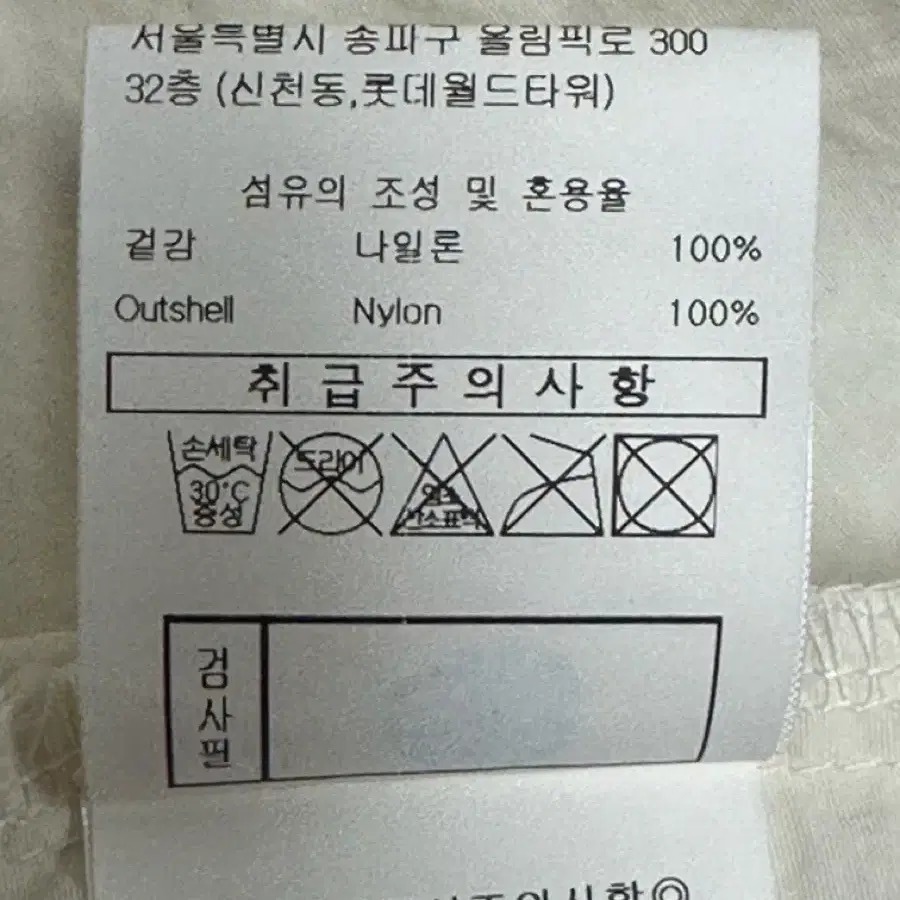 서울특별시 송파구 올림픽로 300
32층 (신천동,롯데월드타워)
섬유의 조성 및 혼용율
겉감 나일론 100%
Outshell Nylon 100%
취급주의사항
손세탁
30°C
중성
드라이
염소
산소표백
검사필